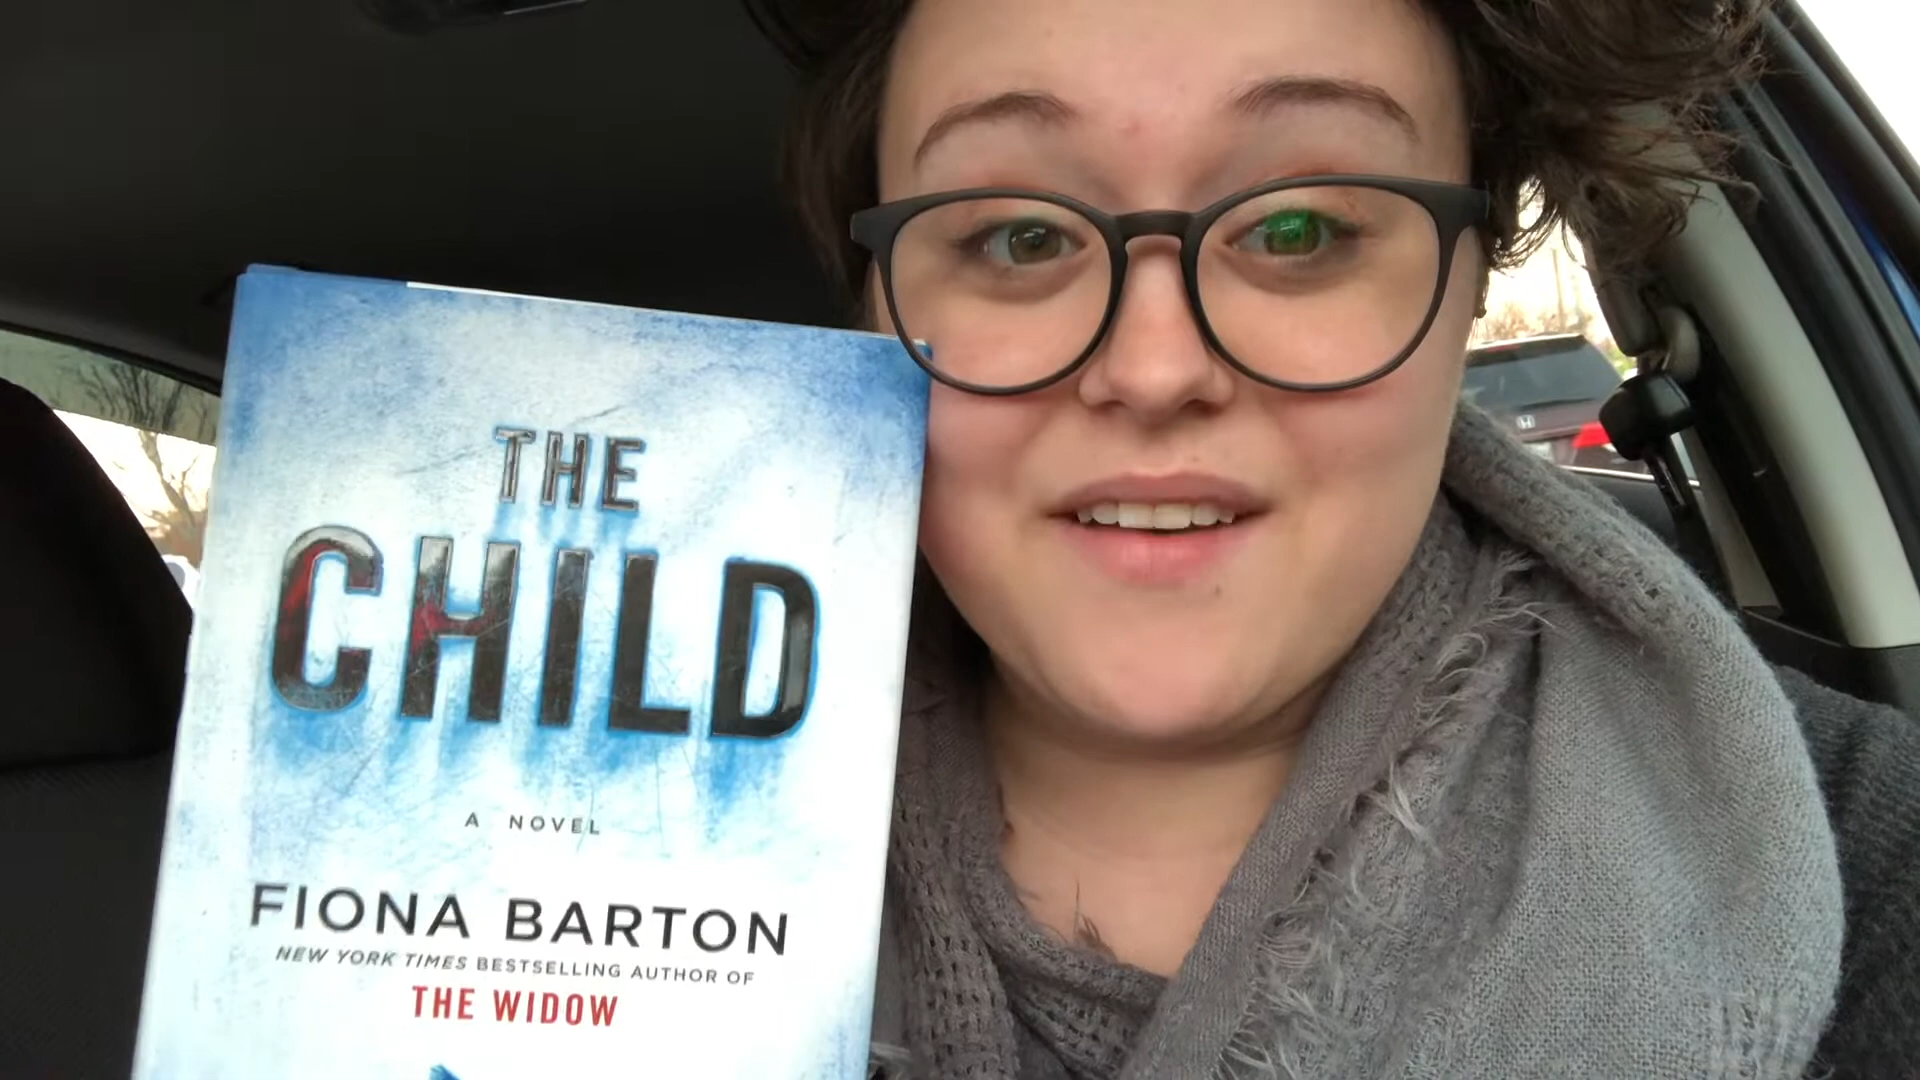 THE
CHILD
A NOVEL
FIONA BARTON
NEW YORK TIMES BESTSELLING AUTHOR OF
THE WIDOW